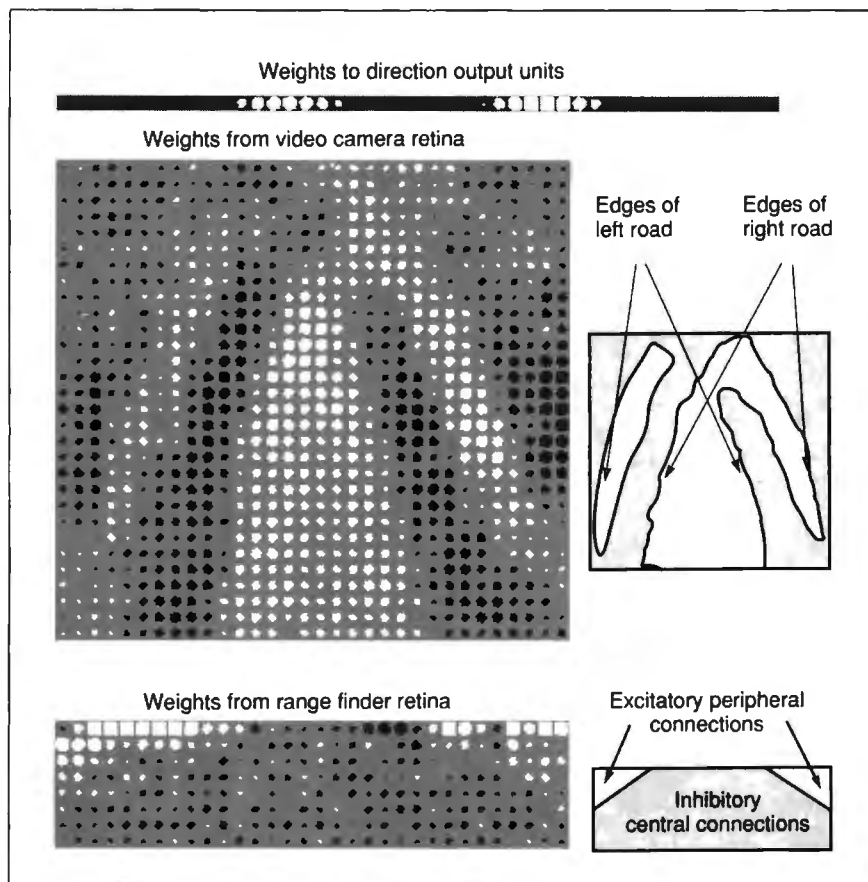 Weights to direction output units
Weights from video camera retina
Edges of
left road
Edges of
right road
Weights from range finder retina
Excitatory peripheral
connections
Inhibitory
central connections